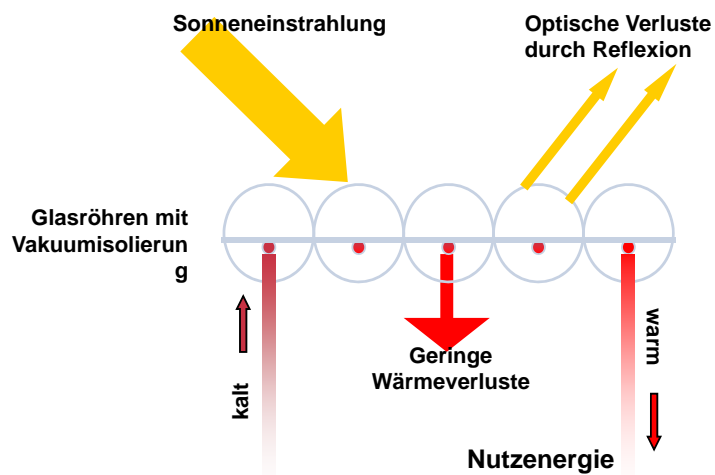 Sonneneinstrahlung
Optische Verluste
durch Reflexion
Glasröhren mit
Vakuumisolierun
g
kalt
Geringe
Wärmeverluste
warm
Nutzenergie